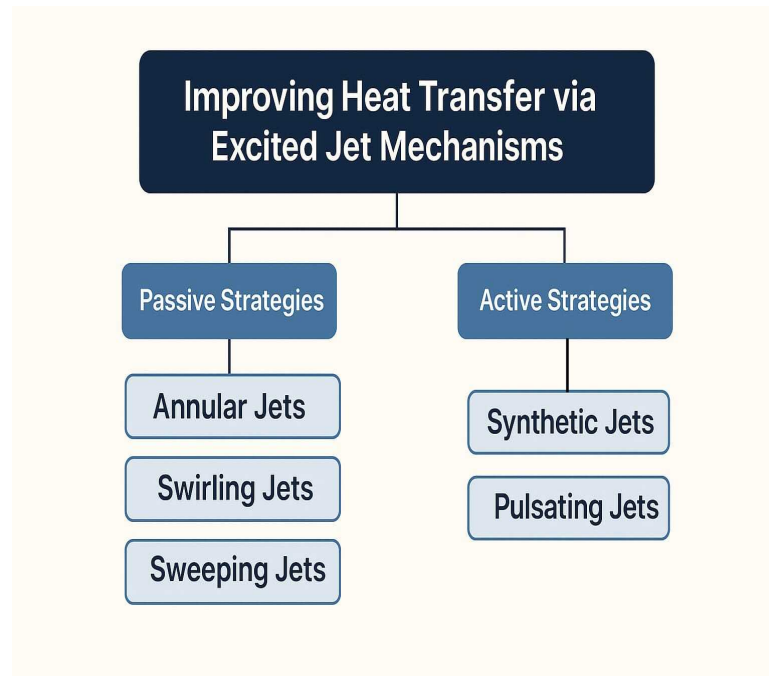 Improving Heat Transfer via
Excited Jet Mechanisms
Passive Strategies
Annular Jets
Swirling Jets
Sweeping Jets
Active Strategies
Synthetic Jets
Pulsating Jets